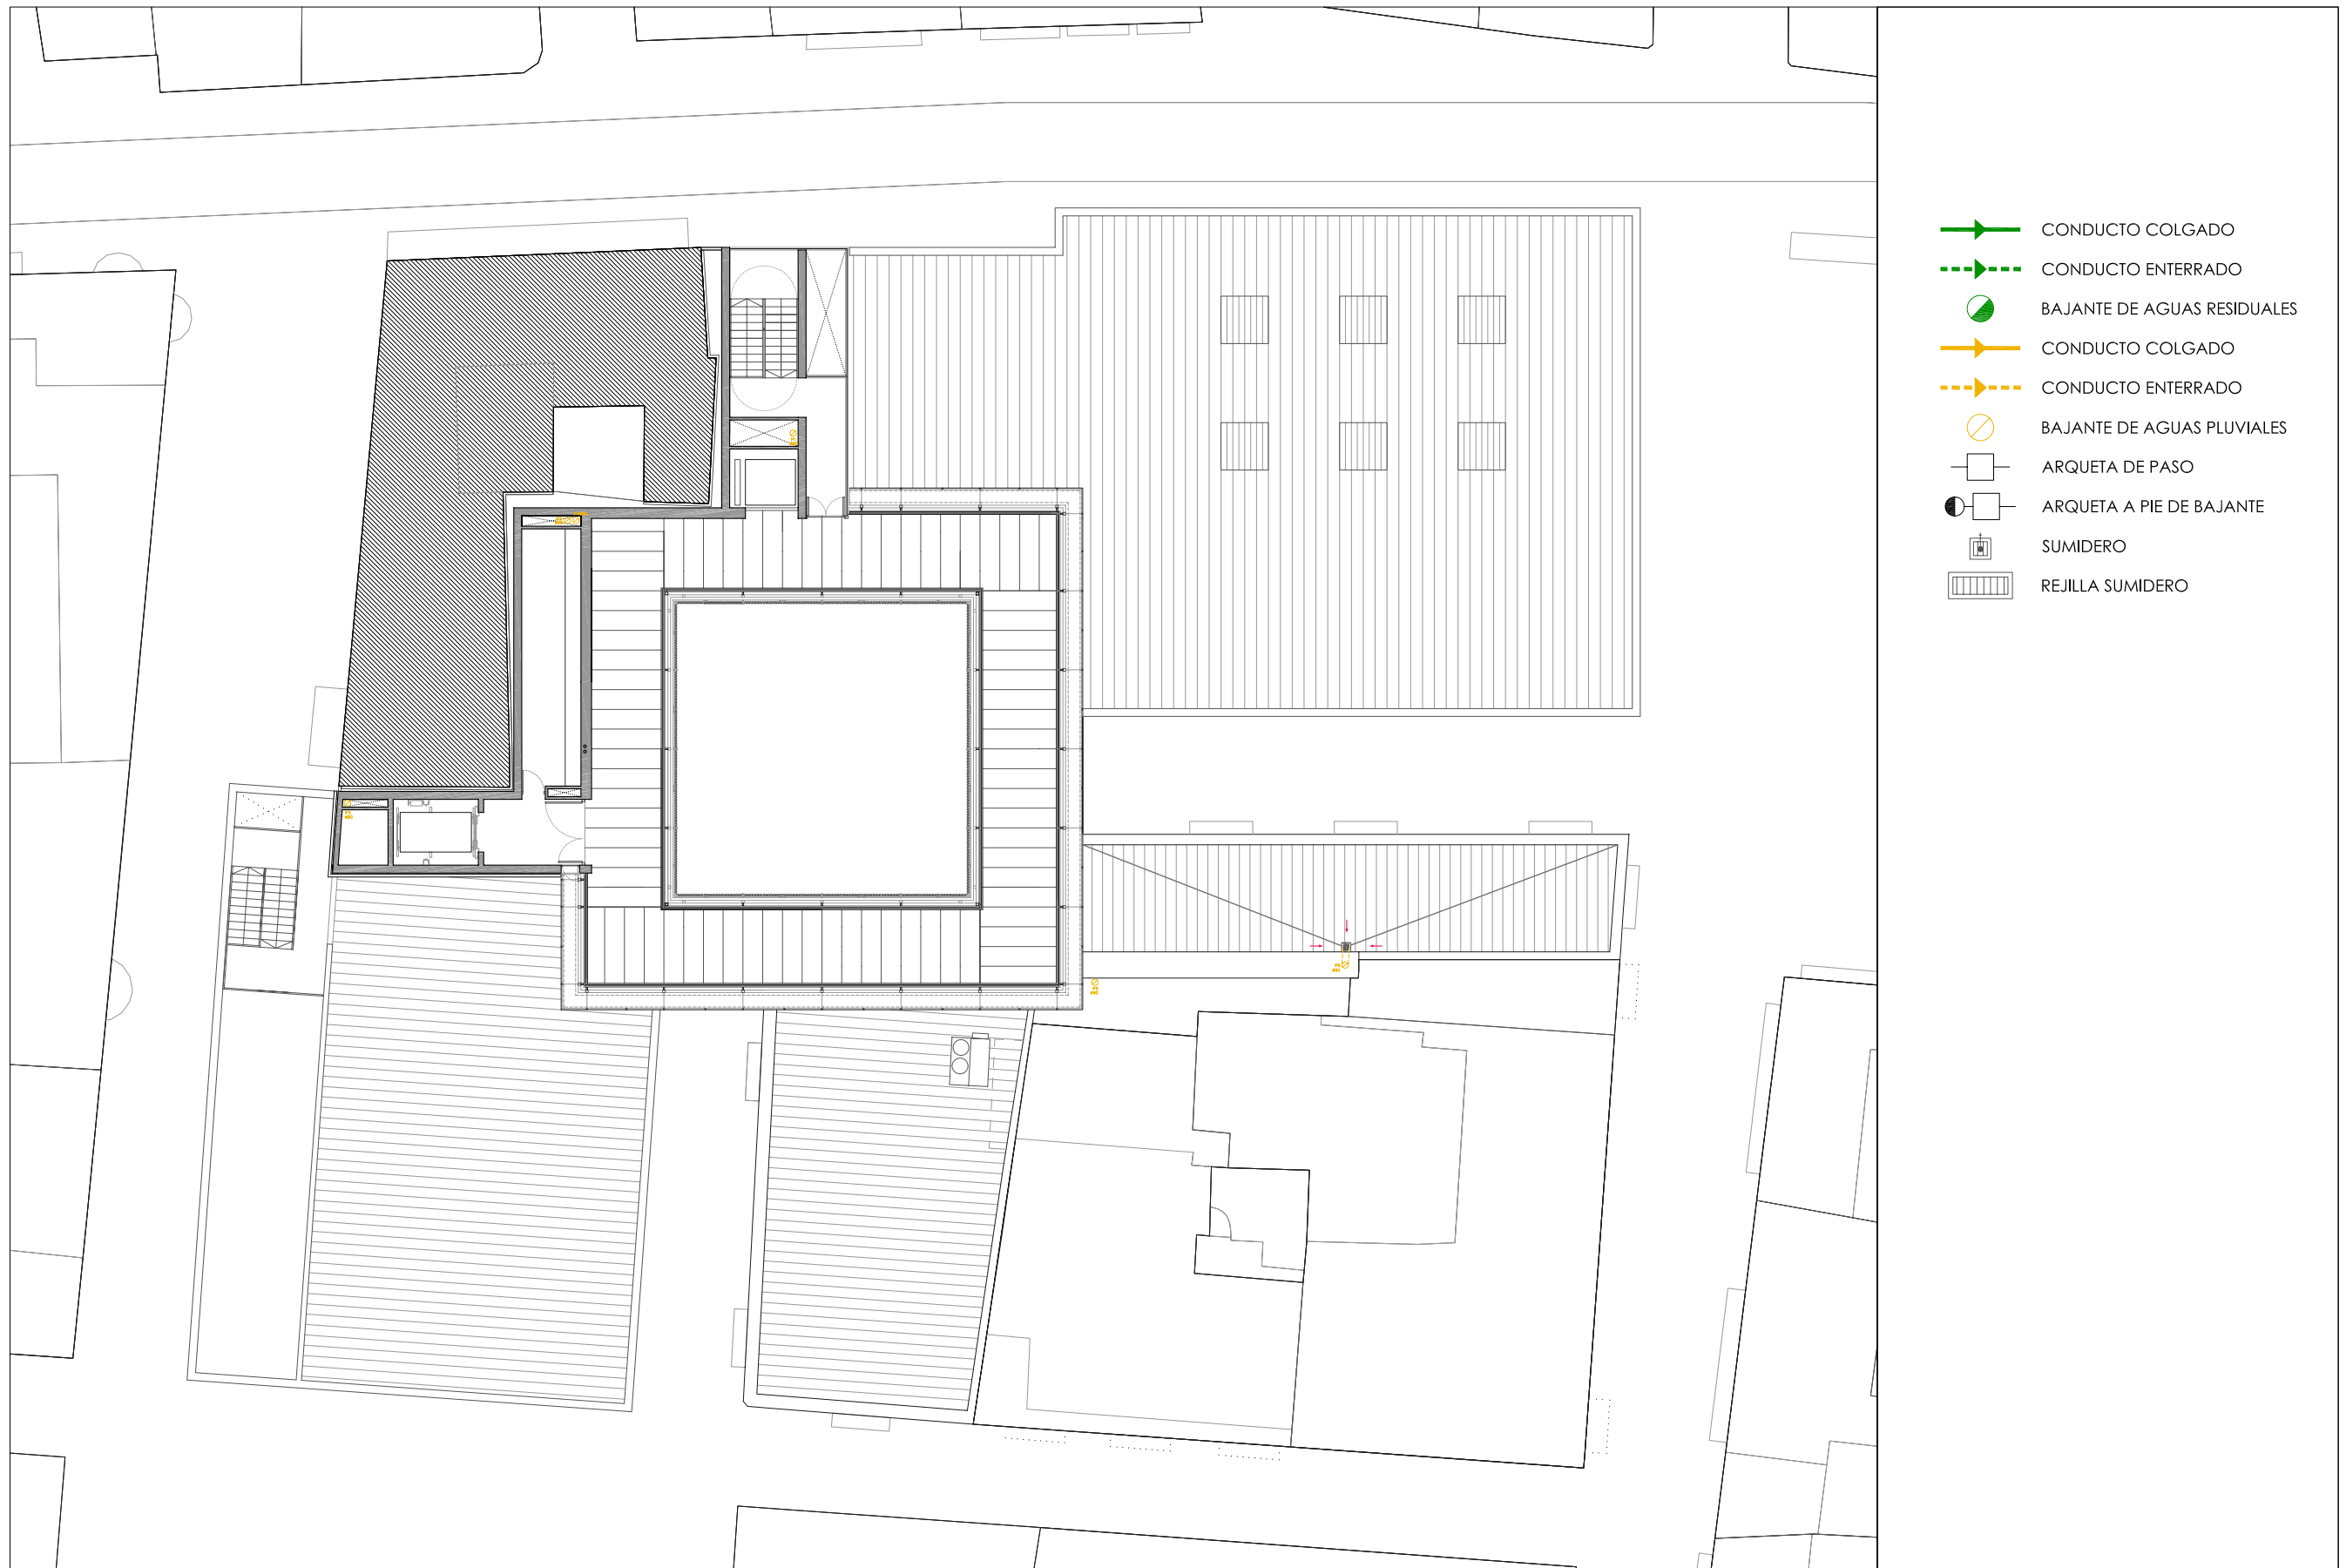 CONDUCTO COLGADO
CONDUCTO ENTERRADO
BAJANTE DE AGUAS RESIDUALES
CONDUCTO COLGADO
CONDUCTO ENTERRADO
BAJANTE DE AGUAS PLUVIALES
ARQUETA DE PASO
ARQUETA A PIE DE BAJANTE
SUMIDERO
REJILLA SUMIDERO